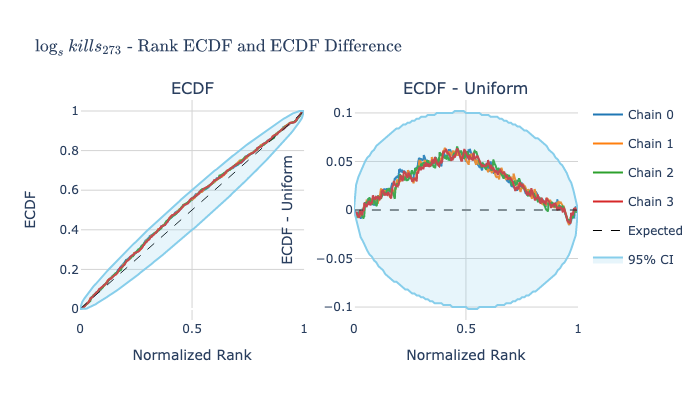 log_s kills_273 - Rank ECDF and ECDF Difference
ECDF
ECDF - Uniform
ECDF
1
0.8
0.6
0.4
0.2
0
0
0.5
1
Normalized Rank
ECDF - Uniform
0.1
0.05
0
−0.05
−0.1
0
0.5
1
Normalized Rank
Chain 0
Chain 1
Chain 2
Chain 3
Expected
95% CI